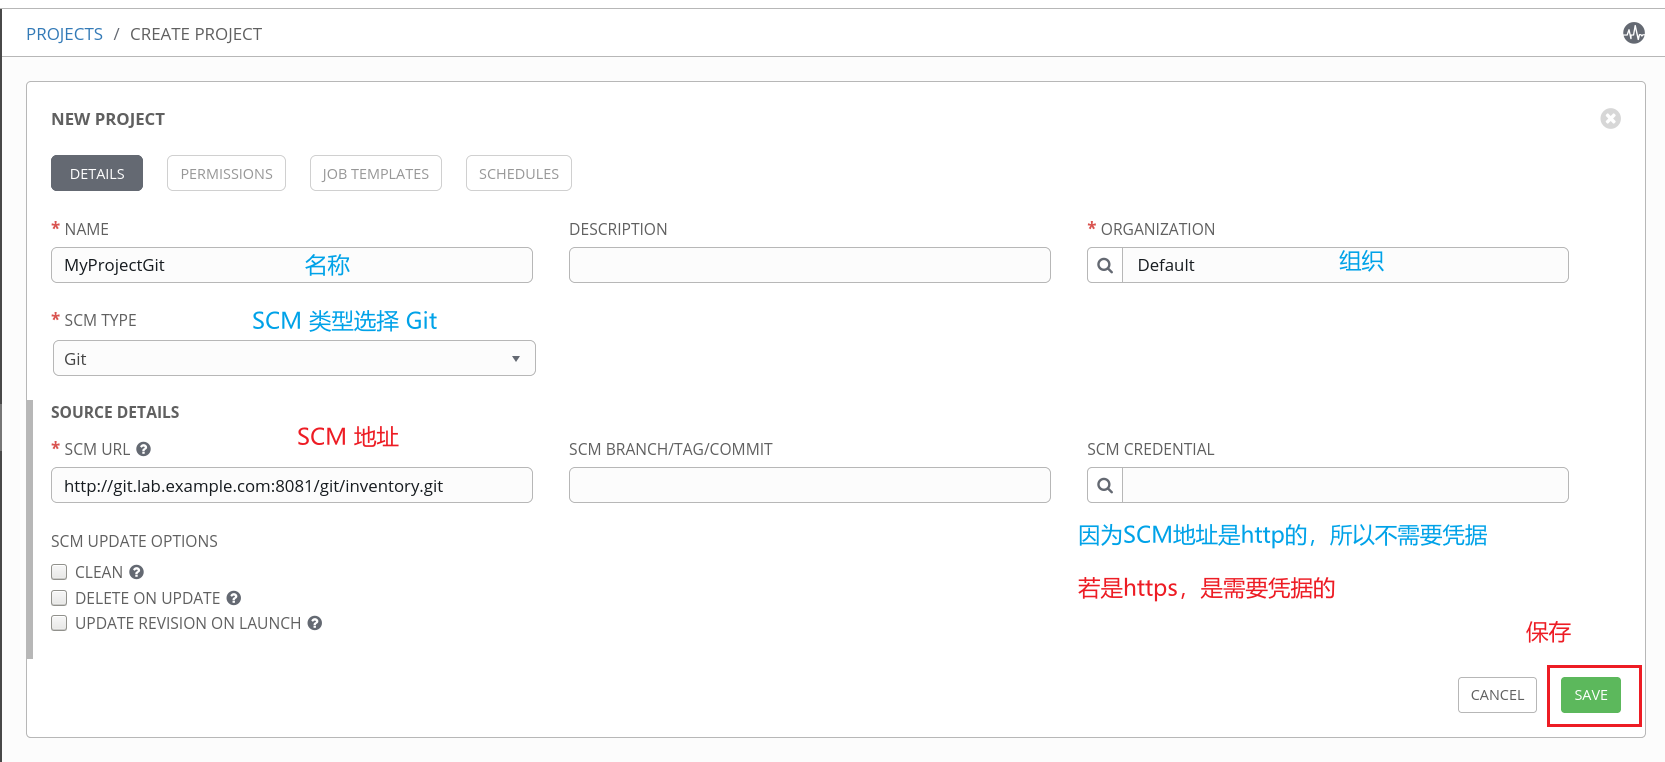 PROJECTS / CREATE PROJECT
NEW PROJECT
DETAILS PERMISSIONS JOB TEMPLATES SCHEDULES
* NAME DESCRIPTION * ORGANIZATION
MyProjectGit 名称 Default 组织
* SCM TYPE SCM 类型选择 Git
Git
SOURCE DETAILS
SCM 地址
* SCM URL SCM BRANCH/TAG/COMMIT SCM CREDENTIAL
http://git.lab.example.com:8081/git/inventory.git
因为SCM地址是http的，所以不需要凭据
SCM UPDATE OPTIONS
CLEAN
若是https，是需要凭据的
DELETE ON UPDATE
UPDATE REVISION ON LAUNCH
保存
CANCEL SAVE